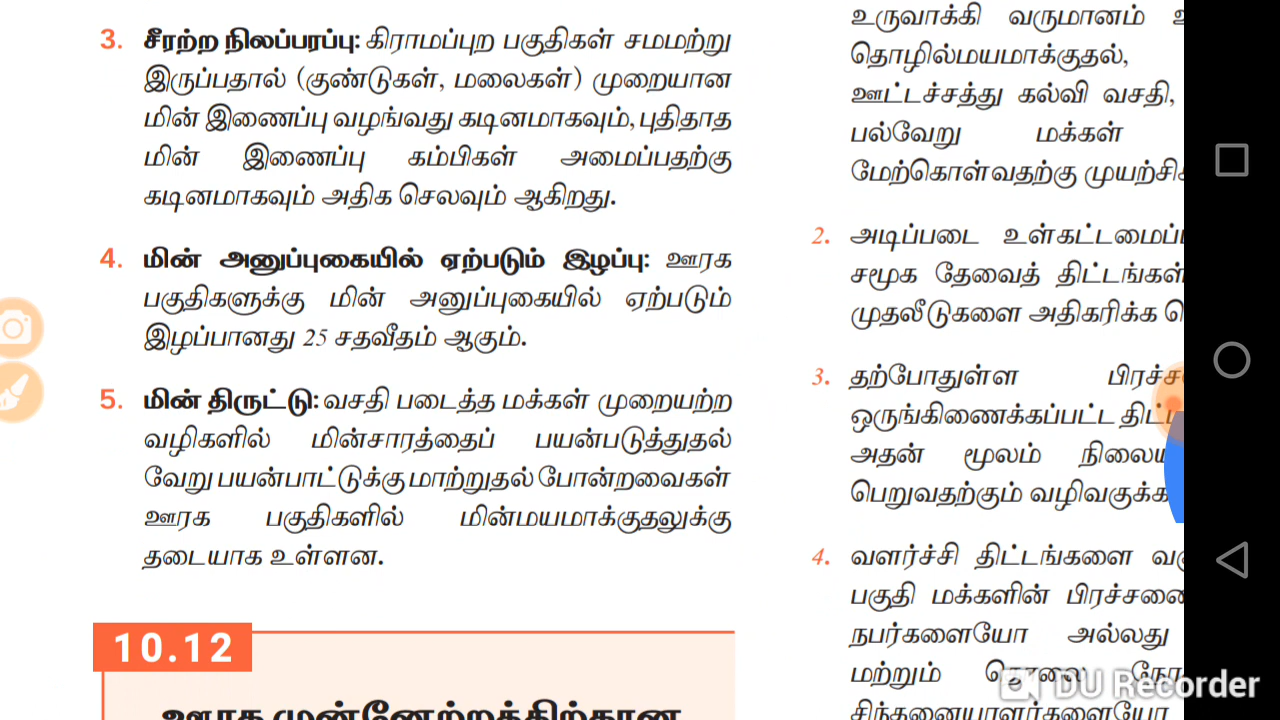 3. சீரற்ற நிலப்பரப்பு: கிராமப்புற பகுதிகள் சமமற்று
இருப்பதால் (குண்டுகள், மலைகள்) முறையான
மின் இணைப்பு வழங்வது கடினமாகவும், புதிதாத
மின் இணைப்பு கம்பிகள் அமைப்பதற்கு
கடினமாகவும் அதிக செலவும் ஆகிறது.
4. மின் அனுப்புகையில் ஏற்படும் இழப்பு: ஊரக
பகுதிகளுக்கு மின் அனுப்புகையில் ஏற்படும்
இழப்பானது 25 சதவீதம் ஆகும்.
5. மின் திருட்டு: வசதி படைத்த மக்கள் முறையற்ற
வழிகளில் மின்சாரத்தைப் பயன்படுத்துதல்
வேறு பயன்பாட்டுக்கு மாற்றுதல் போன்றவைகள்
ஊரக பகுதிகளில் மின்மயமாக்குதலுக்கு
தடையாக உள்ளன.
10.12
ஊரக முன்னேற்றத்திற்கான
உருவாக்கி வருமானம்
தொழில்மயமாக்குதல்,
ஊட்டச்சத்து கல்வி வசதி,
பல்வேறு மக்கள்
மேற்கொள்வதற்கு
2. அடிப்படை
சமூக தேவைத் திட்டங்கள்
முதலீடுகளை அதிகரிக்க
3. தற்போதுள்ள
ஒருங்கிணைக்கப்பட்ட
அதன் மூலம்
பெறுவதற்கும்
4. வளர்ச்சி திட்டங்களை
பகுதி மக்களின்
நபர்களையோ அல்லது
மற்றும் தொலை
சிந்தனையாளர்களையோ
DU Recorder